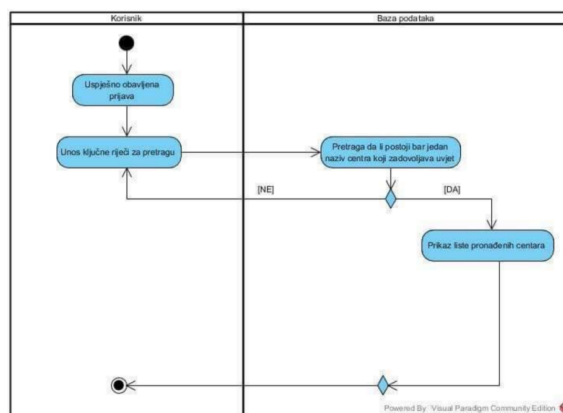 Korisnik
Baza podataka
Uspješno obavljena
prijava
Unos ključne riječi za pretragu
Pretraga da li postoji bar jedan
naziv centra koji zadovoljava uvjet
[NE]
[DA]
Prikaz liste pronađenih centara
Powered By Visual Paradigm Community Edition